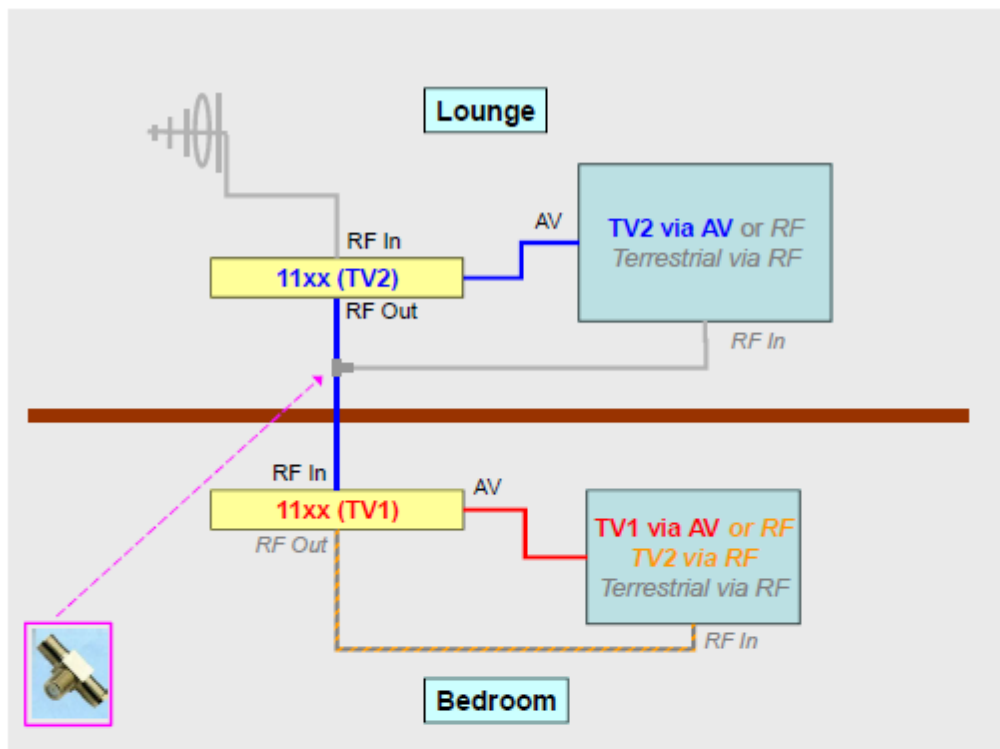 Lounge
AV
RF In
TV2 via AV or RF
Terrestrial via RF
11xx (TV2)
RF Out
RF In
RF In
AV
11xx (TV1)
TV1 via AV or RF
TV2 via RF
Terrestrial via RF
RF Out
RF In
Bedroom